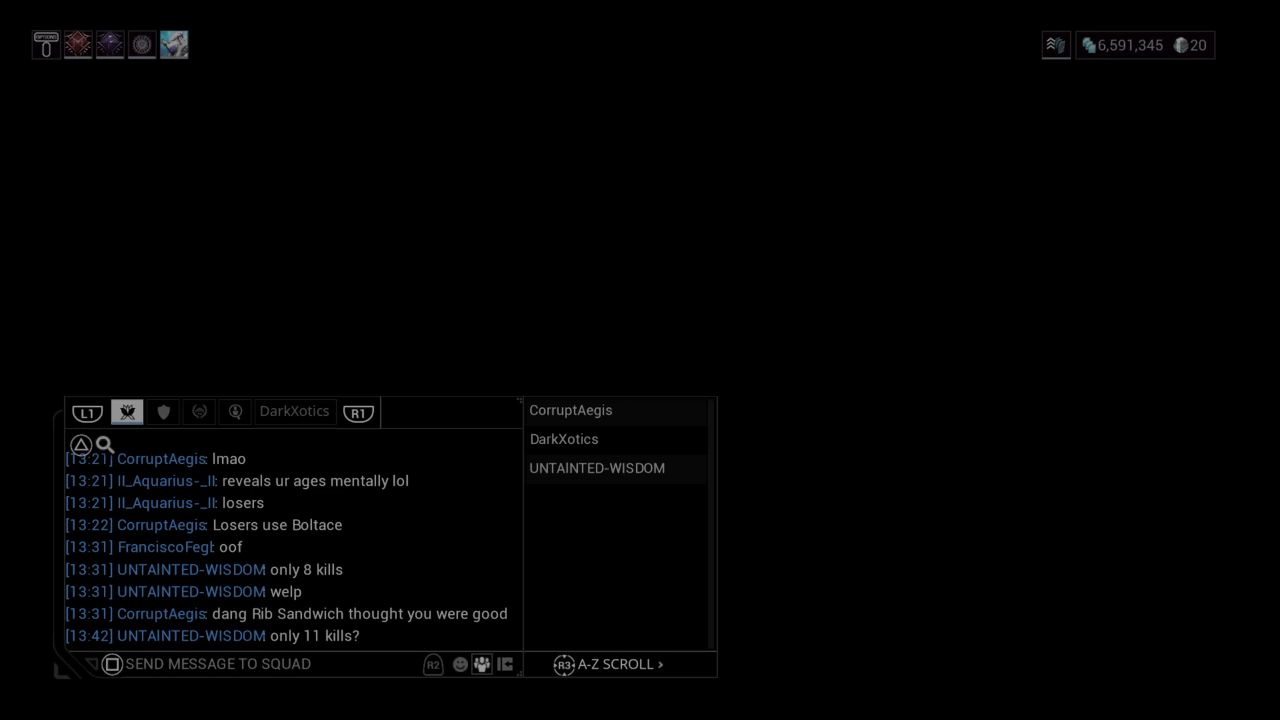 OPTIONS
6,591,345 20
L1 DarkXotics R1
[13:21] CorruptAegis: lmao
[13:21] II_Aquarius-_II: reveals ur ages mentally lol
[13:21] II_Aquarius-_II: losers
[13:22] CorruptAegis: Losers use Boltace
[13:31] FranciscoFegt: oof
[13:31] UNTAINTED-WISDOM: only 8 kills
[13:31] UNTAINTED-WISDOM: welp
[13:31] CorruptAegis: dang Rib Sandwich thought you were good
[13:42] UNTAINTED-WISDOM: only 11 kills?
SEND MESSAGE TO SQUAD R2
CorruptAegis
DarkXotics
UNTAINTED-WISDOM
R3 A-Z SCROLL >